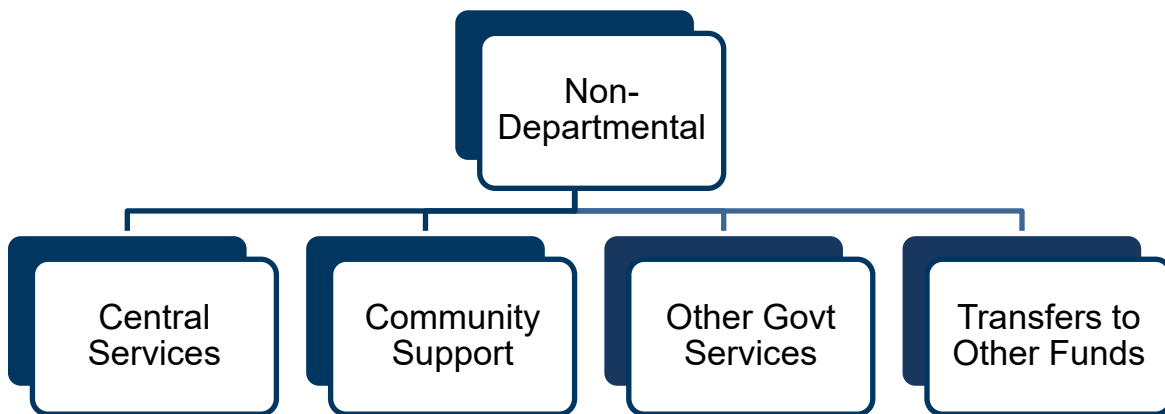 Non-
Departmental
Central
Services
Community
Support
Other Govt
Services
Transfers to
Other Funds